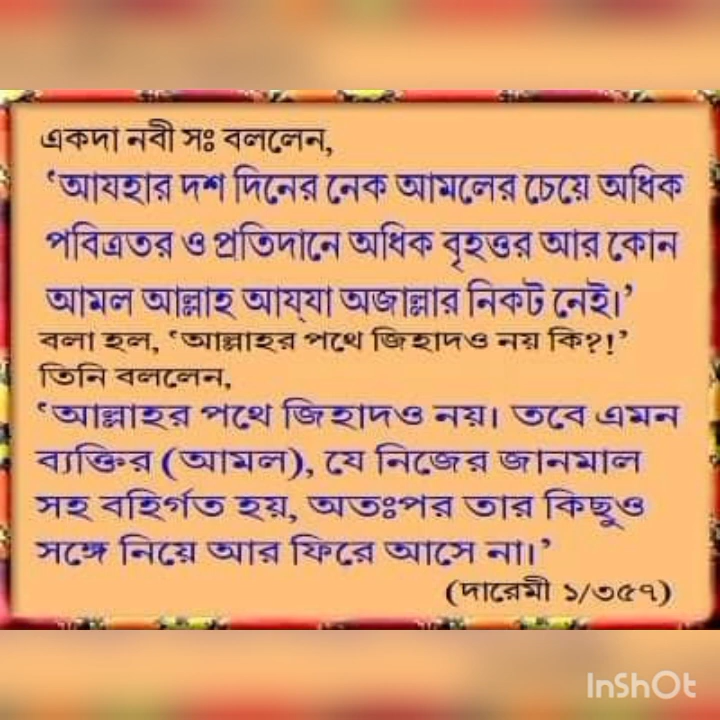 একদা নবী সঃ বললেন,
‘আযহার দশ দিনের নেক আমলের চেয়ে অধিক
পবিত্রতর ও প্রতিদানে অধিক বৃহত্তর আর কোন
আমল আল্লাহ আয্যা অজাল্লার নিকট নেই।’
বলা হল, ‘আল্লাহর পথে জিহাদও নয় কি?!’
তিনি বললেন,
‘আল্লাহর পথে জিহাদও নয়। তবে এমন
ব্যক্তির (আমল), যে নিজের জানমাল
সহ বহির্গত হয়, অতঃপর তার কিছুও
সঙ্গে নিয়ে আর ফিরে আসে না।’
(দারেমী ১/৩৫৭)
InShOt